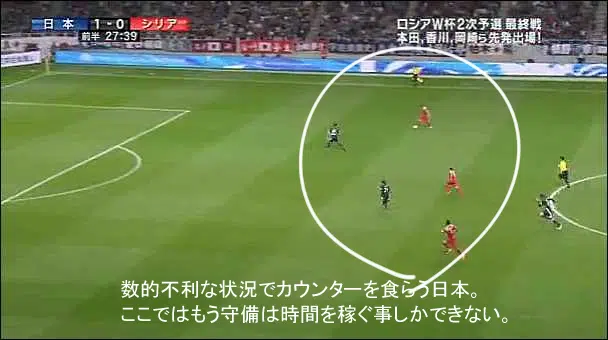 日本 1-0 シリア
前半 27:39
ロシアW杯2次予選 最終戦
本田,香川,岡崎ら先発出場!
数的不利な状況でカウンターを食らう日本。
ここではもう守備は時間を稼ぐ事しかできない。